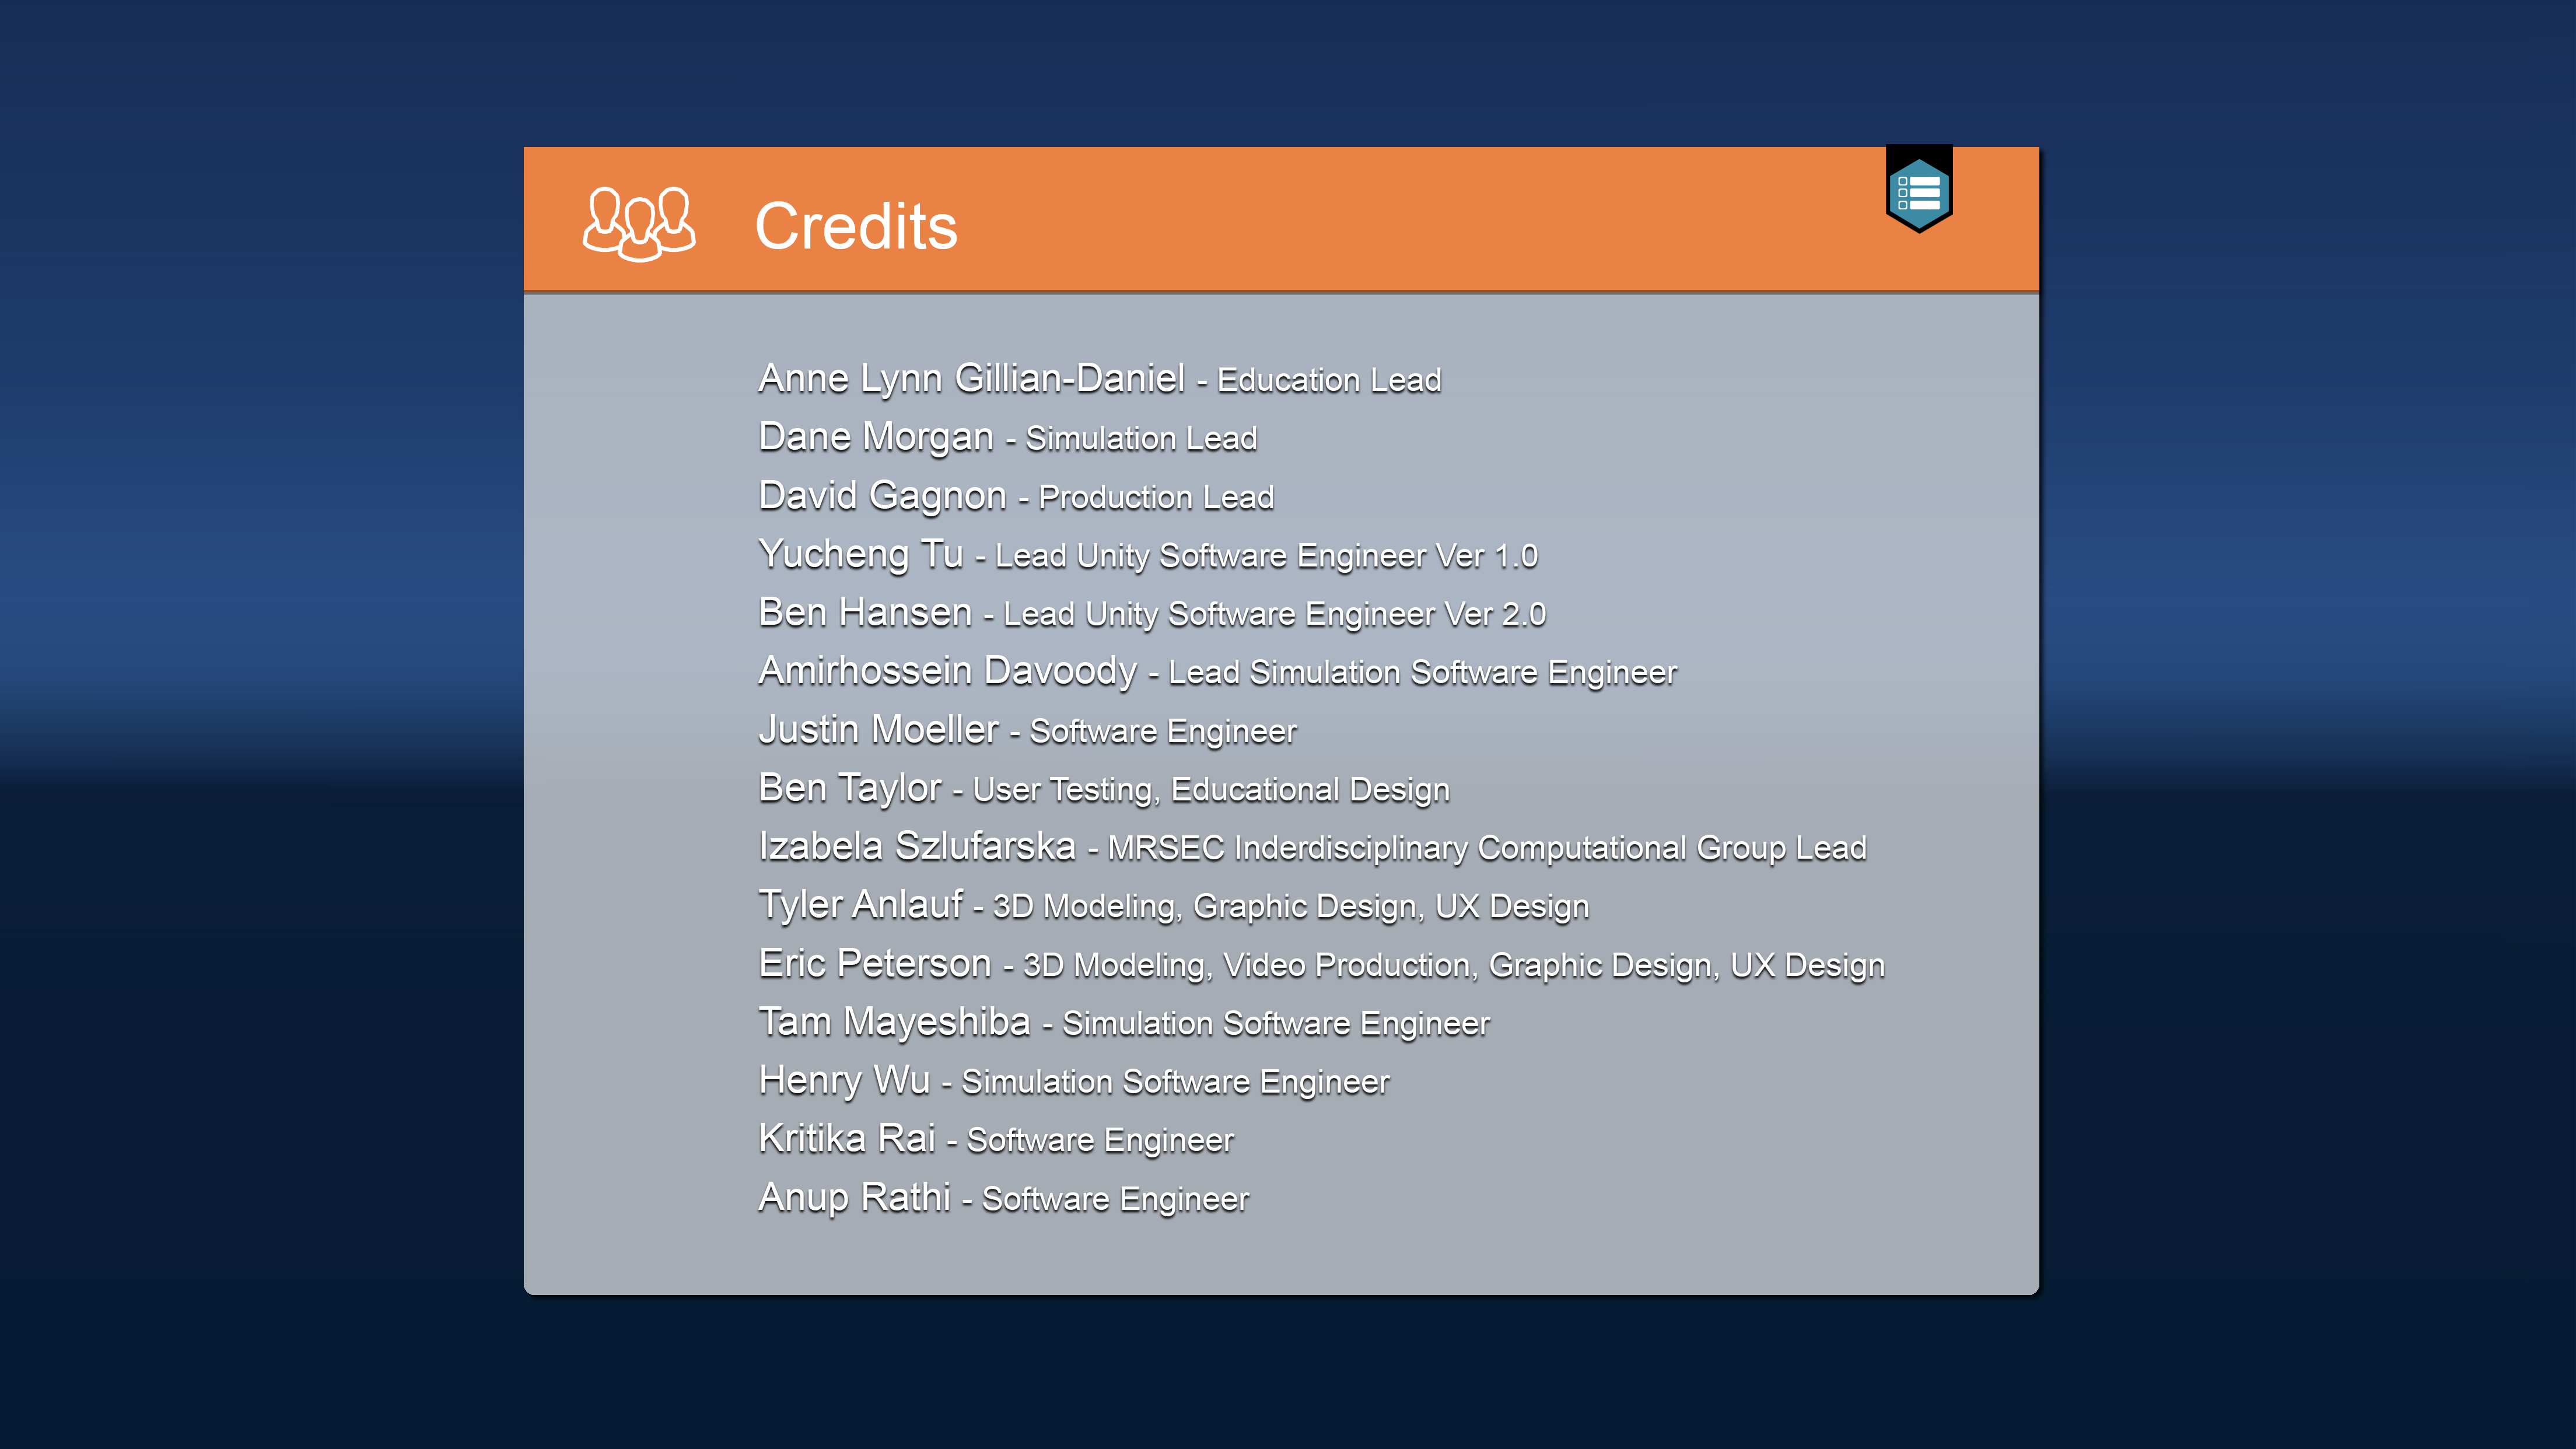 Credits
Anne Lynn Gillian-Daniel - Education Lead
Dane Morgan - Simulation Lead
David Gagnon - Production Lead
Yucheng Tu - Lead Unity Software Engineer Ver 1.0
Ben Hansen - Lead Unity Software Engineer Ver 2.0
Amirhossein Davoody - Lead Simulation Software Engineer
Justin Moeller - Software Engineer
Ben Taylor - User Testing, Educational Design
Izabela Szlufarska - MRSEC Inderdisciplinary Computational Group Lead
Tyler Anlauf - 3D Modeling, Graphic Design, UX Design
Eric Peterson - 3D Modeling, Video Production, Graphic Design, UX Design
Tam Mayeshiba - Simulation Software Engineer
Henry Wu - Simulation Software Engineer
Kritika Rai - Software Engineer
Anup Rathi - Software Engineer